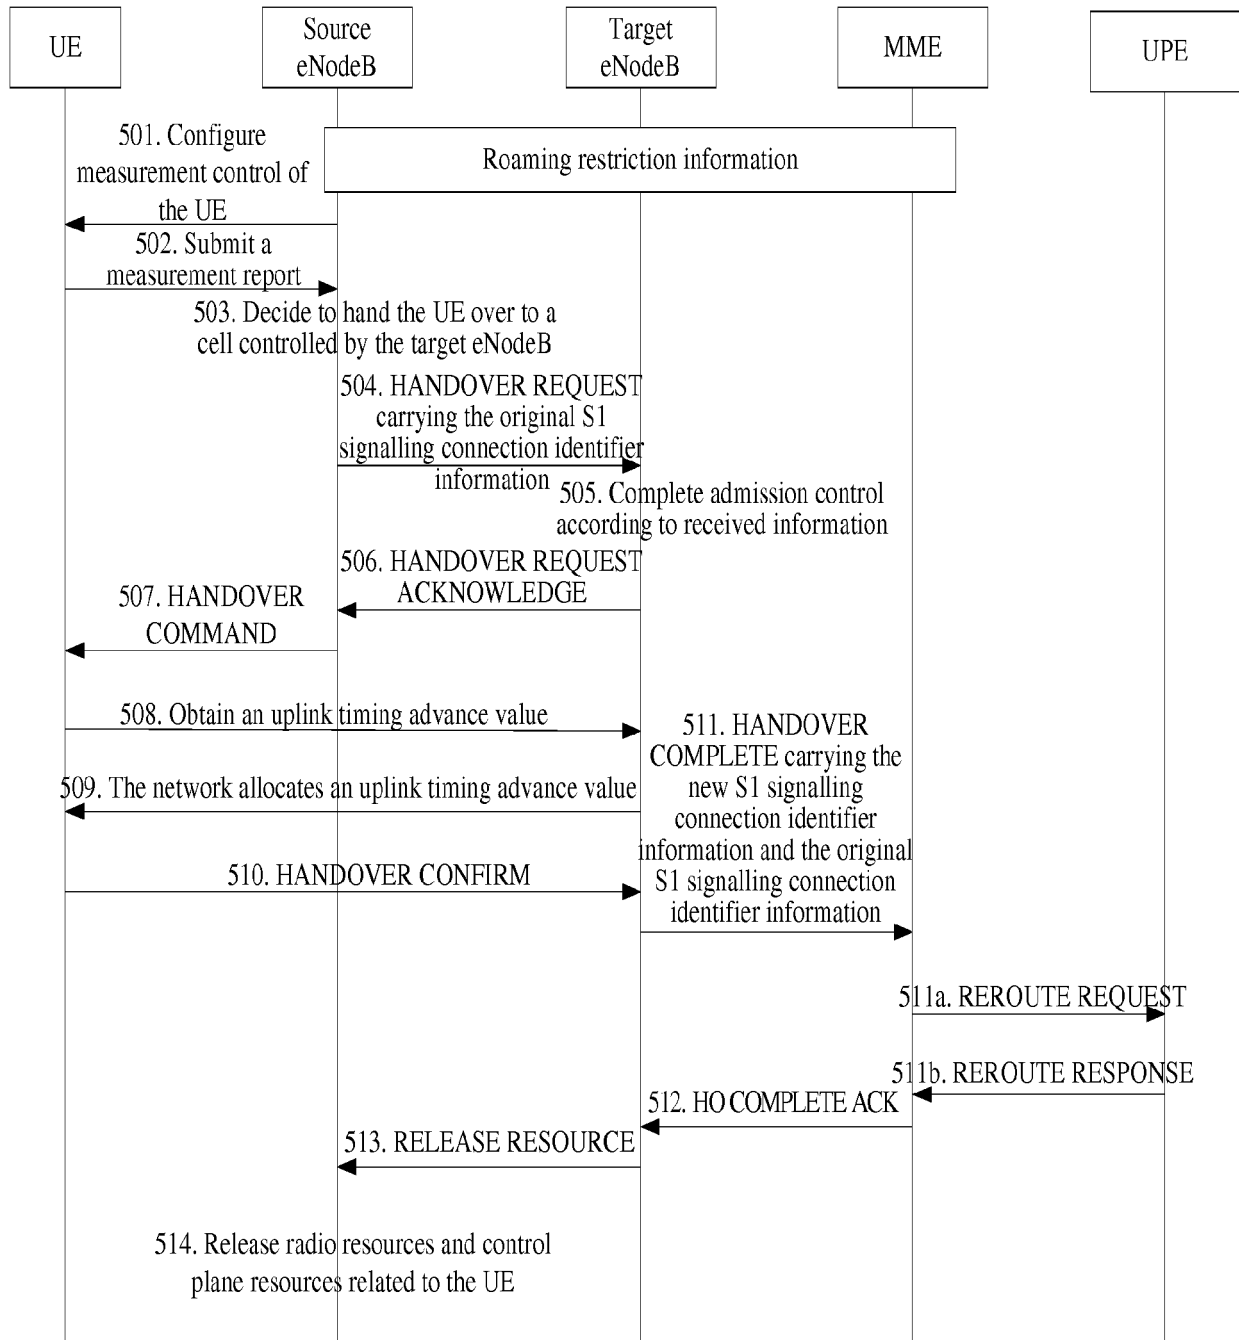 UE
Source
eNodeB
Target
eNodeB
MME
UPE
Roaming restriction information
501. Configure
measurement control of
the UE
502. Submit a
measurement report
503. Decide to hand the UE over to a
cell controlled by the target eNodeB
504. HANDOVER REQUEST
carrying the original S1
signalling connection identifier
information
505. Complete admission control
according to received information
506. HANDOVER REQUEST
ACKNOWLEDGE
507. HANDOVER
COMMAND
508. Obtain an uplink timing advance value
509. The network allocates an uplink timing advance value
510. HANDOVER CONFIRM
511. HANDOVER
COMPLETE carrying the
new S1 signalling
connection identifier
information and the original
S1 signalling connection
identifier information
511a. REROUTE REQUEST
511b. REROUTE RESPONSE
512. HO COMPLETE ACK
513. RELEASE RESOURCE
514. Release radio resources and control
plane resources related to the UE